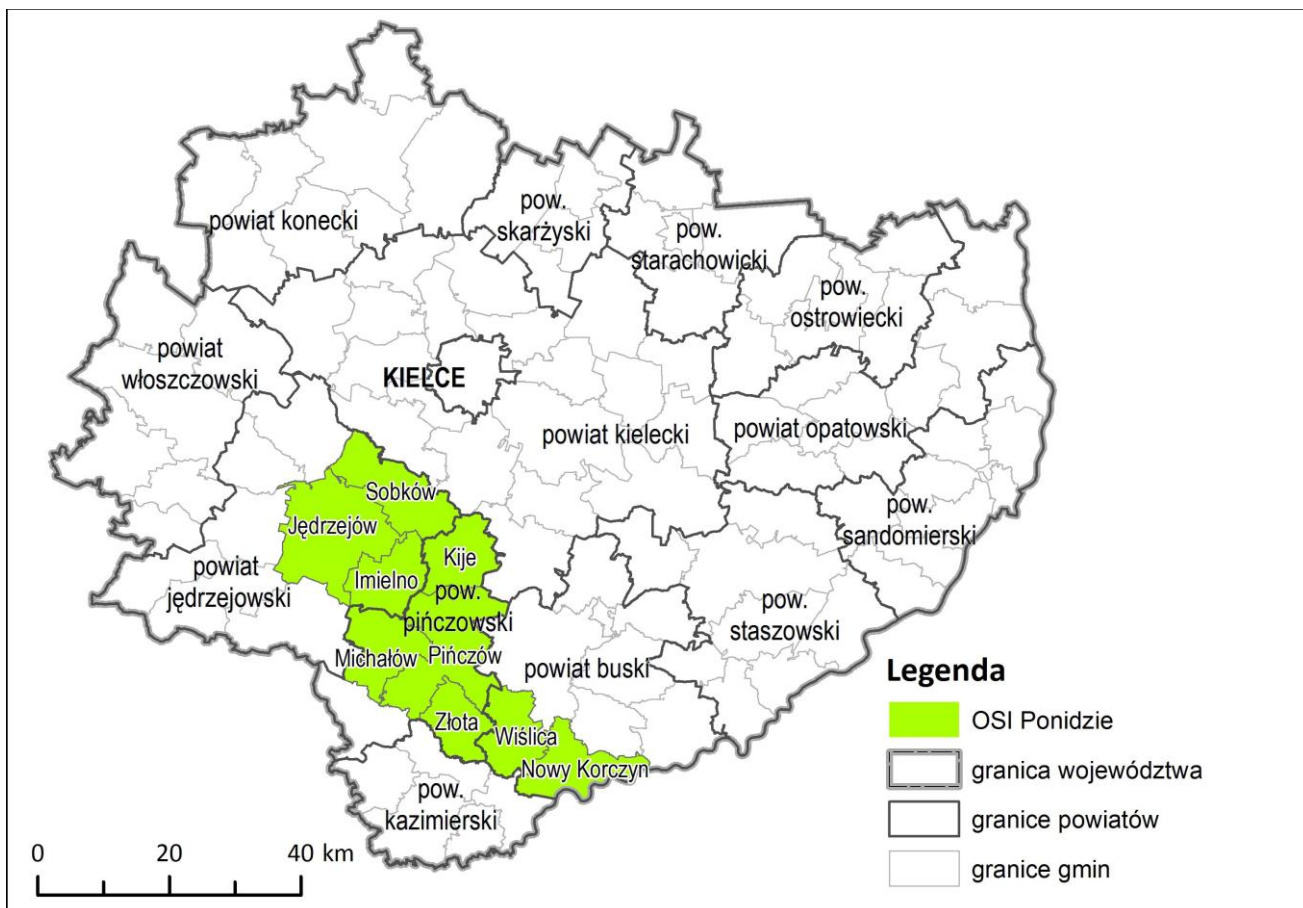 powiat konecki
pow.
skarżyski
pow.
starachowicki
pow.
ostrowiecki
powiat
włoszczowski
KIELCE
powiat kielecki
powiat opatowski
pow.
sandomierski
Sobków
Jędrzejów
Kije
Imielno
powiat
jędrzejowski
pow.
pińczowski
pow.
staszowski
Michałów
Pińczów
powiat buski
Złota
Wiślica
Nowy Korczyn
pow.
kazimierski
Legenda
OSI Ponidzie
granica województwa
granice powiatów
granice gmin
0 20 40 km